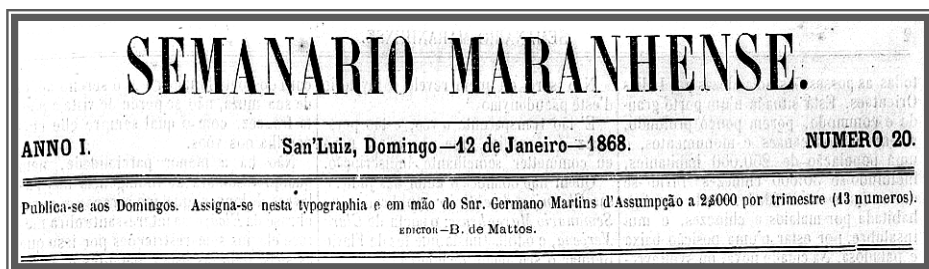 SEMANARIO MARANHENSE.
ANNO I. San'Luiz, Domingo—12 de Janeiro—1868. NUMERO 20.
Publica-se aos Domingos. Assigna-se nesta typographia e em mão do Snr. Germano Martins d'Assumpção a 2$000 por trimestre (13 numeros).
EDICTOR—B. de Mattos.